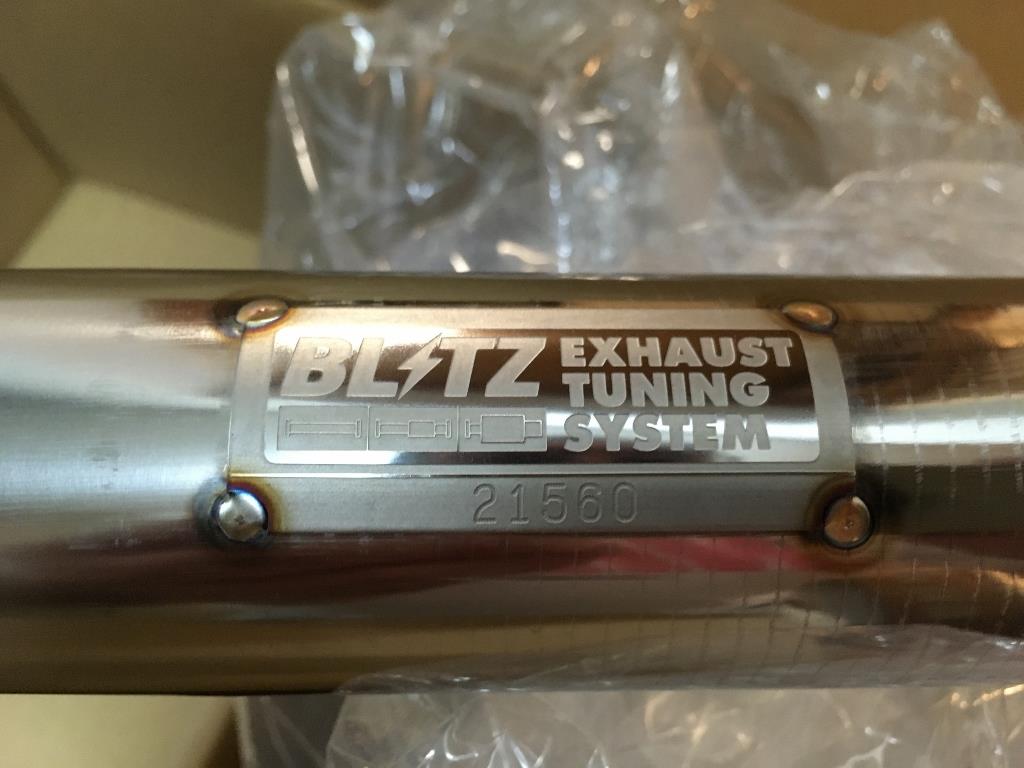 BLITZ
EXHAUST
TUNING
SYSTEM
21560